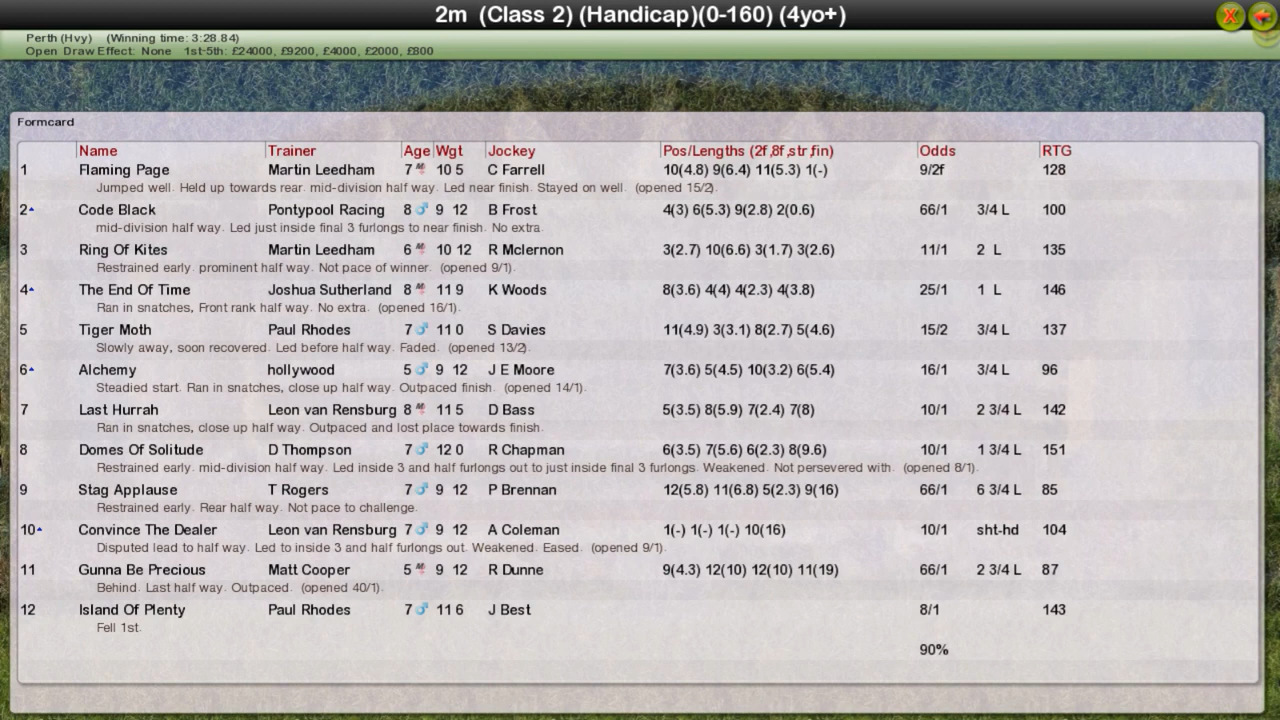 2m (Class 2) (Handicap)(0-160) (4yo+)
Perth (Hvy) (Winning time: 3:28.84)
Open Draw Effect: None 1st-5th: £24000, £9200, £4000, £2000, £800
Formcard
Name Trainer Age Wgt Jockey Pos/Lengths (2f,8f,str,fin) Odds RTG
1 Flaming Page Martin Leedham 7 10 5 C Farrell 10(4.8) 9(6.4) 11(5.3) 1(-) 9/2f 128
Jumped well. Held up towards rear. mid-division half way. Led near finish. Stayed on well. (opened 15/2).
2 Code Black Pontypool Racing 8 ♂ 9 12 B Frost 4(3) 6(5.3) 9(2.8) 2(0.6) 66/1 3/4 L 100
mid-division half way. Led just inside final 3 furlongs to near finish. No extra.
3 Ring Of Kites Martin Leedham 6 10 12 R Mclernon 3(2.7) 10(6.6) 3(1.7) 3(2.6) 11/1 2 L 135
Restrained early. prominent half way. Not pace of winner. (opened 9/1).
4 The End Of Time Joshua Sutherland 8 11 9 K Woods 8(3.6) 4(4) 4(2.3) 4(3.8) 25/1 1 L 146
Ran in snatches, Front rank half way. No extra. (opened 16/1).
5 Tiger Moth Paul Rhodes 7 ♂ 11 0 S Davies 11(4.9) 3(3.1) 8(2.7) 5(4.6) 15/2 3/4 L 137
Slowly away, soon recovered. Led before half way. Faded. (opened 13/2).
6 Alchemy hollywood 5 ♂ 9 12 J E Moore 7(3.6) 5(4.5) 10(3.2) 6(5.4) 16/1 3/4 L 96
Steadied start. Ran in snatches, close up half way. Outpaced finish. (opened 14/1).
7 Last Hurrah Leon van Rensburg 8 11 5 D Bass 5(3.5) 8(5.9) 7(2.4) 7(8) 10/1 2 3/4 L 142
Ran in snatches, close up half way. Outpaced and lost place towards finish.
8 Domes Of Solitude D Thompson 7 ♂ 12 0 R Chapman 6(3.5) 7(5.6) 6(2.3) 8(9.6) 10/1 1 3/4 L 151
Restrained early. mid-division half way. Led inside 3 and half furlongs out to just inside final 3 furlongs. Weakened. Not persevered with. (opened 8/1).
9 Stag Applause T Rogers 7 ♂ 9 12 P Brennan 12(5.8) 11(6.8) 5(2.3) 9(16) 66/1 6 3/4 L 85
Restrained early. Rear half way. Not pace to challenge.
10 Convince The Dealer Leon van Rensburg 7 ♂ 9 12 A Coleman 1(-) 1(-) 1(-) 10(16) 10/1 sht-hd 104
Disputed lead to half way. Led to inside 3 and half furlongs out. Weakened. Eased. (opened 9/1).
11 Gunna Be Precious Matt Cooper 5 9 12 R Dunne 9(4.3) 12(10) 12(10) 11(19) 66/1 2 3/4 L 87
Behind. Last half way. Outpaced. (opened 40/1).
12 Island Of Plenty Paul Rhodes 7 ♂ 11 6 J Best 8/1 143
Fell 1st.
90%